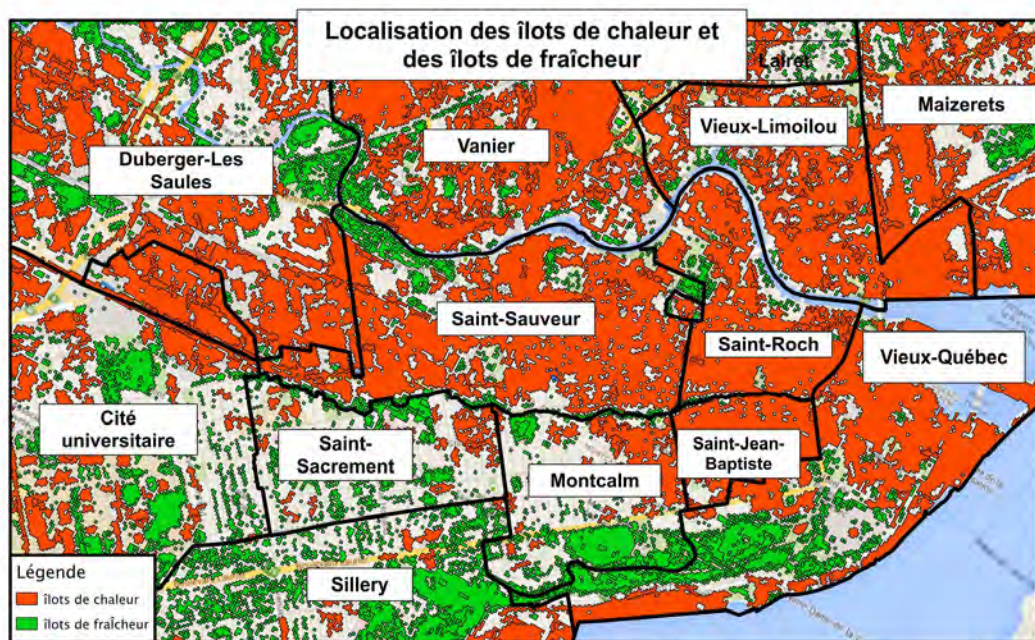 Localisation des îlots de chaleur et
des îlots de fraîcheur
Lairet
Maizerets
Vieux-Limoilou
Vanier
Duberger-Les
Saules
Saint-Sauveur
Saint-Roch
Vieux-Québec
Cité
universitaire
Saint-
Sacrement
Saint-Jean-
Baptiste
Montcalm
Sillery
Légende
îlots de chaleur
îlots de fraîcheur